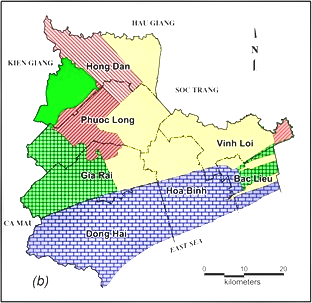 HAU GIANG
KIEN GIANG
Hong Dan
N
SOC TRANG
Phuoc Long
Vinh Loi
Gia Rai
Bac Lieu
Hoa Binh
CA MAU
Dong Hai
EAST SEA
(b)
0 10 20
kilometers